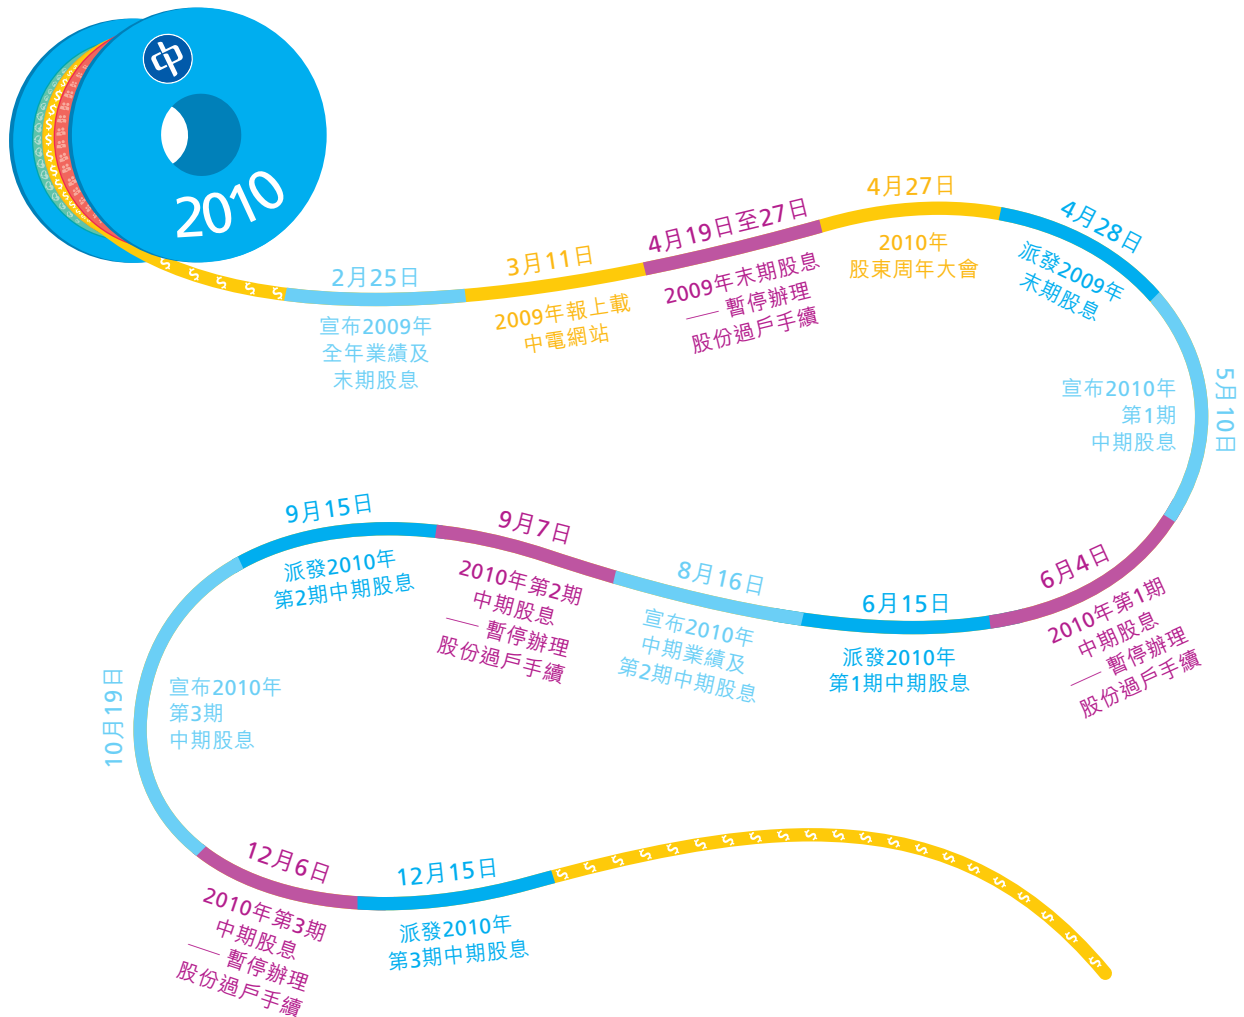 2010
2月25日
宣布2009年
全年業績及
末期股息
3月11日
2009年報上載
中電網站
4月19日至27日
2009年末期股息
—— 暫停辦理
股份過戶手續
4月27日
2010年
股東周年大會
4月28日
派發2009年
末期股息
5月10日
宣布2010年
第1期
中期股息
6月4日
2010年第1期
中期股息
—— 暫停辦理
股份過戶手續
6月15日
派發2010年
第1期中期股息
8月16日
宣布2010年
中期業績及
第2期中期股息
9月7日
2010年第2期
中期股息
—— 暫停辦理
股份過戶手續
9月15日
派發2010年
第2期中期股息
10月19日
宣布2010年
第3期
中期股息
12月6日
2010年第3期
中期股息
—— 暫停辦理
股份過戶手續
12月15日
派發2010年
第3期中期股息